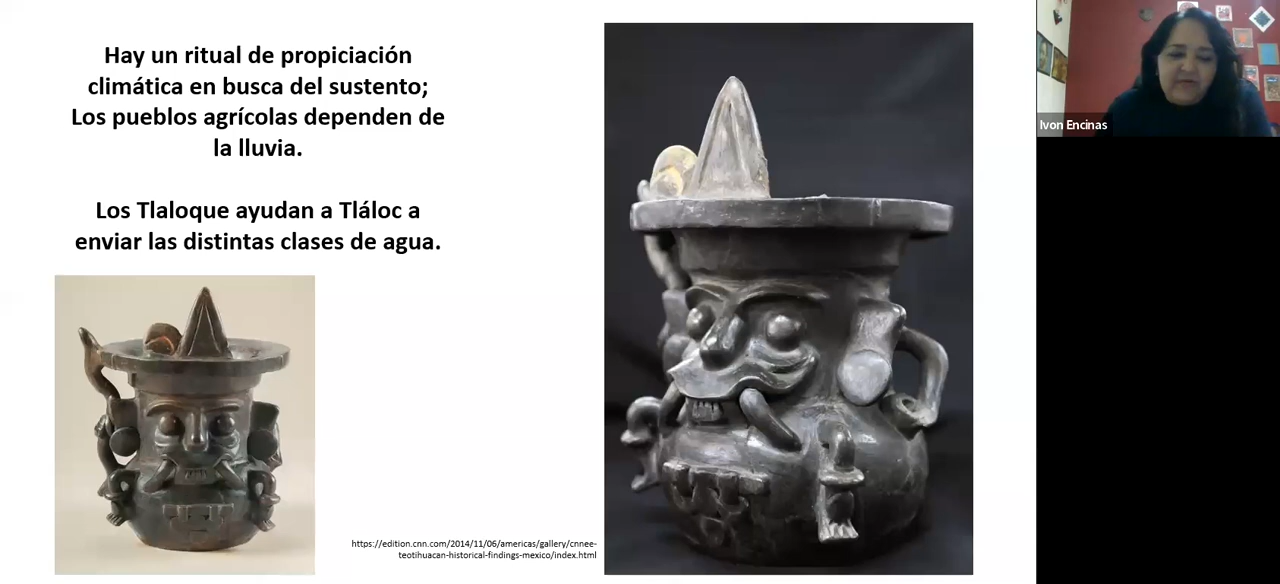 Hay un ritual de propiciación
climática en busca del sustento;
Los pueblos agrícolas dependen de
la lluvia.
Los Tlaloque ayudan a Tláloc a
enviar las distintas clases de agua.
https://edition.cnn.com/2014/11/06/americas/gallery/cnnee-
teotihuacan-historical-findings-mexico/index.html
Ivon Encinas